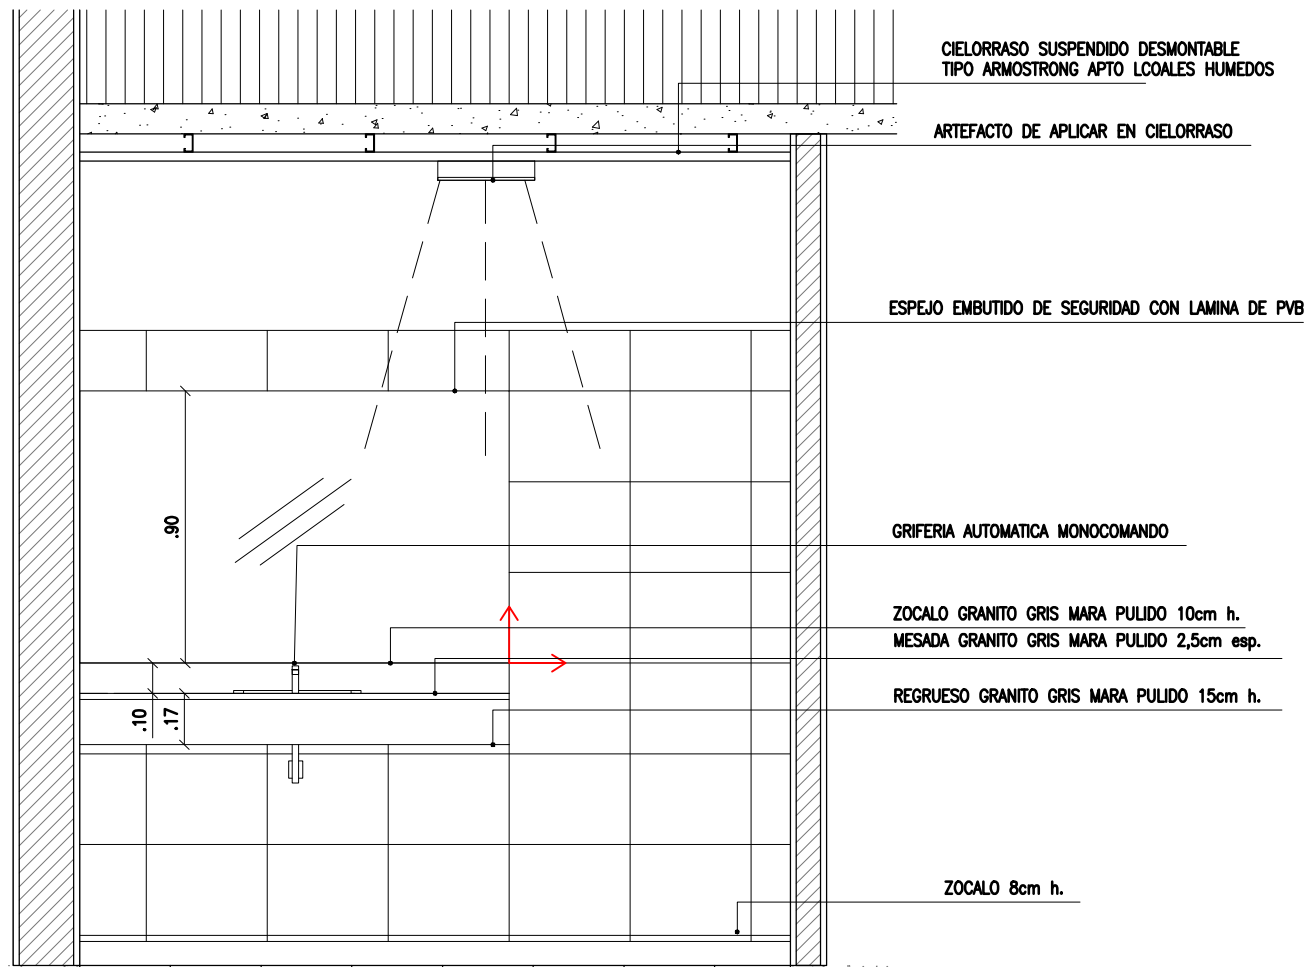 CIELORRASO SUSPENDIDO DESMONTABLE
TIPO ARMOSTRONG APTO LCOALES HUMEDOS
ARTEFACTO DE APLICAR EN CIELORRASO
ESPEJO EMBUTIDO DE SEGURIDAD CON LAMINA DE PVB
.90
GRIFERIA AUTOMATICA MONOCOMANDO
ZOCALO GRANITO GRIS MARA PULIDO 10cm h.
MESADA GRANITO GRIS MARA PULIDO 2,5cm esp.
REGRUESO GRANITO GRIS MARA PULIDO 15cm h.
.10
.17
ZOCALO 8cm h.